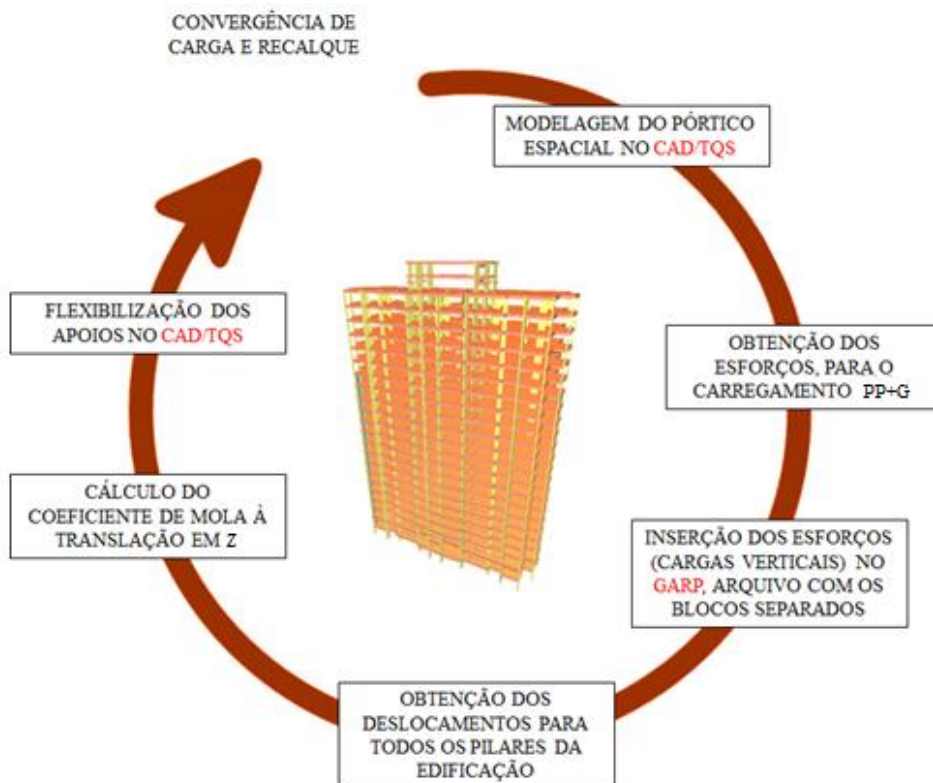 CONVERGÊNCIA DE
CARGA E RECALQUE
MODELAGEM DO PÓRTICO
ESPACIAL NO CAD/TQS
OBTENÇÃO DOS
ESFORÇOS, PARA O
CARREGAMENTO PP+G
INSERÇÃO DOS ESFORÇOS
(CARGAS VERTICAIS) NO
GARP, ARQUIVO COM OS
BLOCOS SEPARADOS
OBTENÇÃO DOS
DESLOCAMENTOS PARA
TODOS OS PILARES DA
EDIFICAÇÃO
CÁLCULO DO
COEFICIENTE DE MOLA À
TRANSLAÇÃO EM Z
FLEXIBILIZAÇÃO DOS
APOIOS NO CAD/TQS